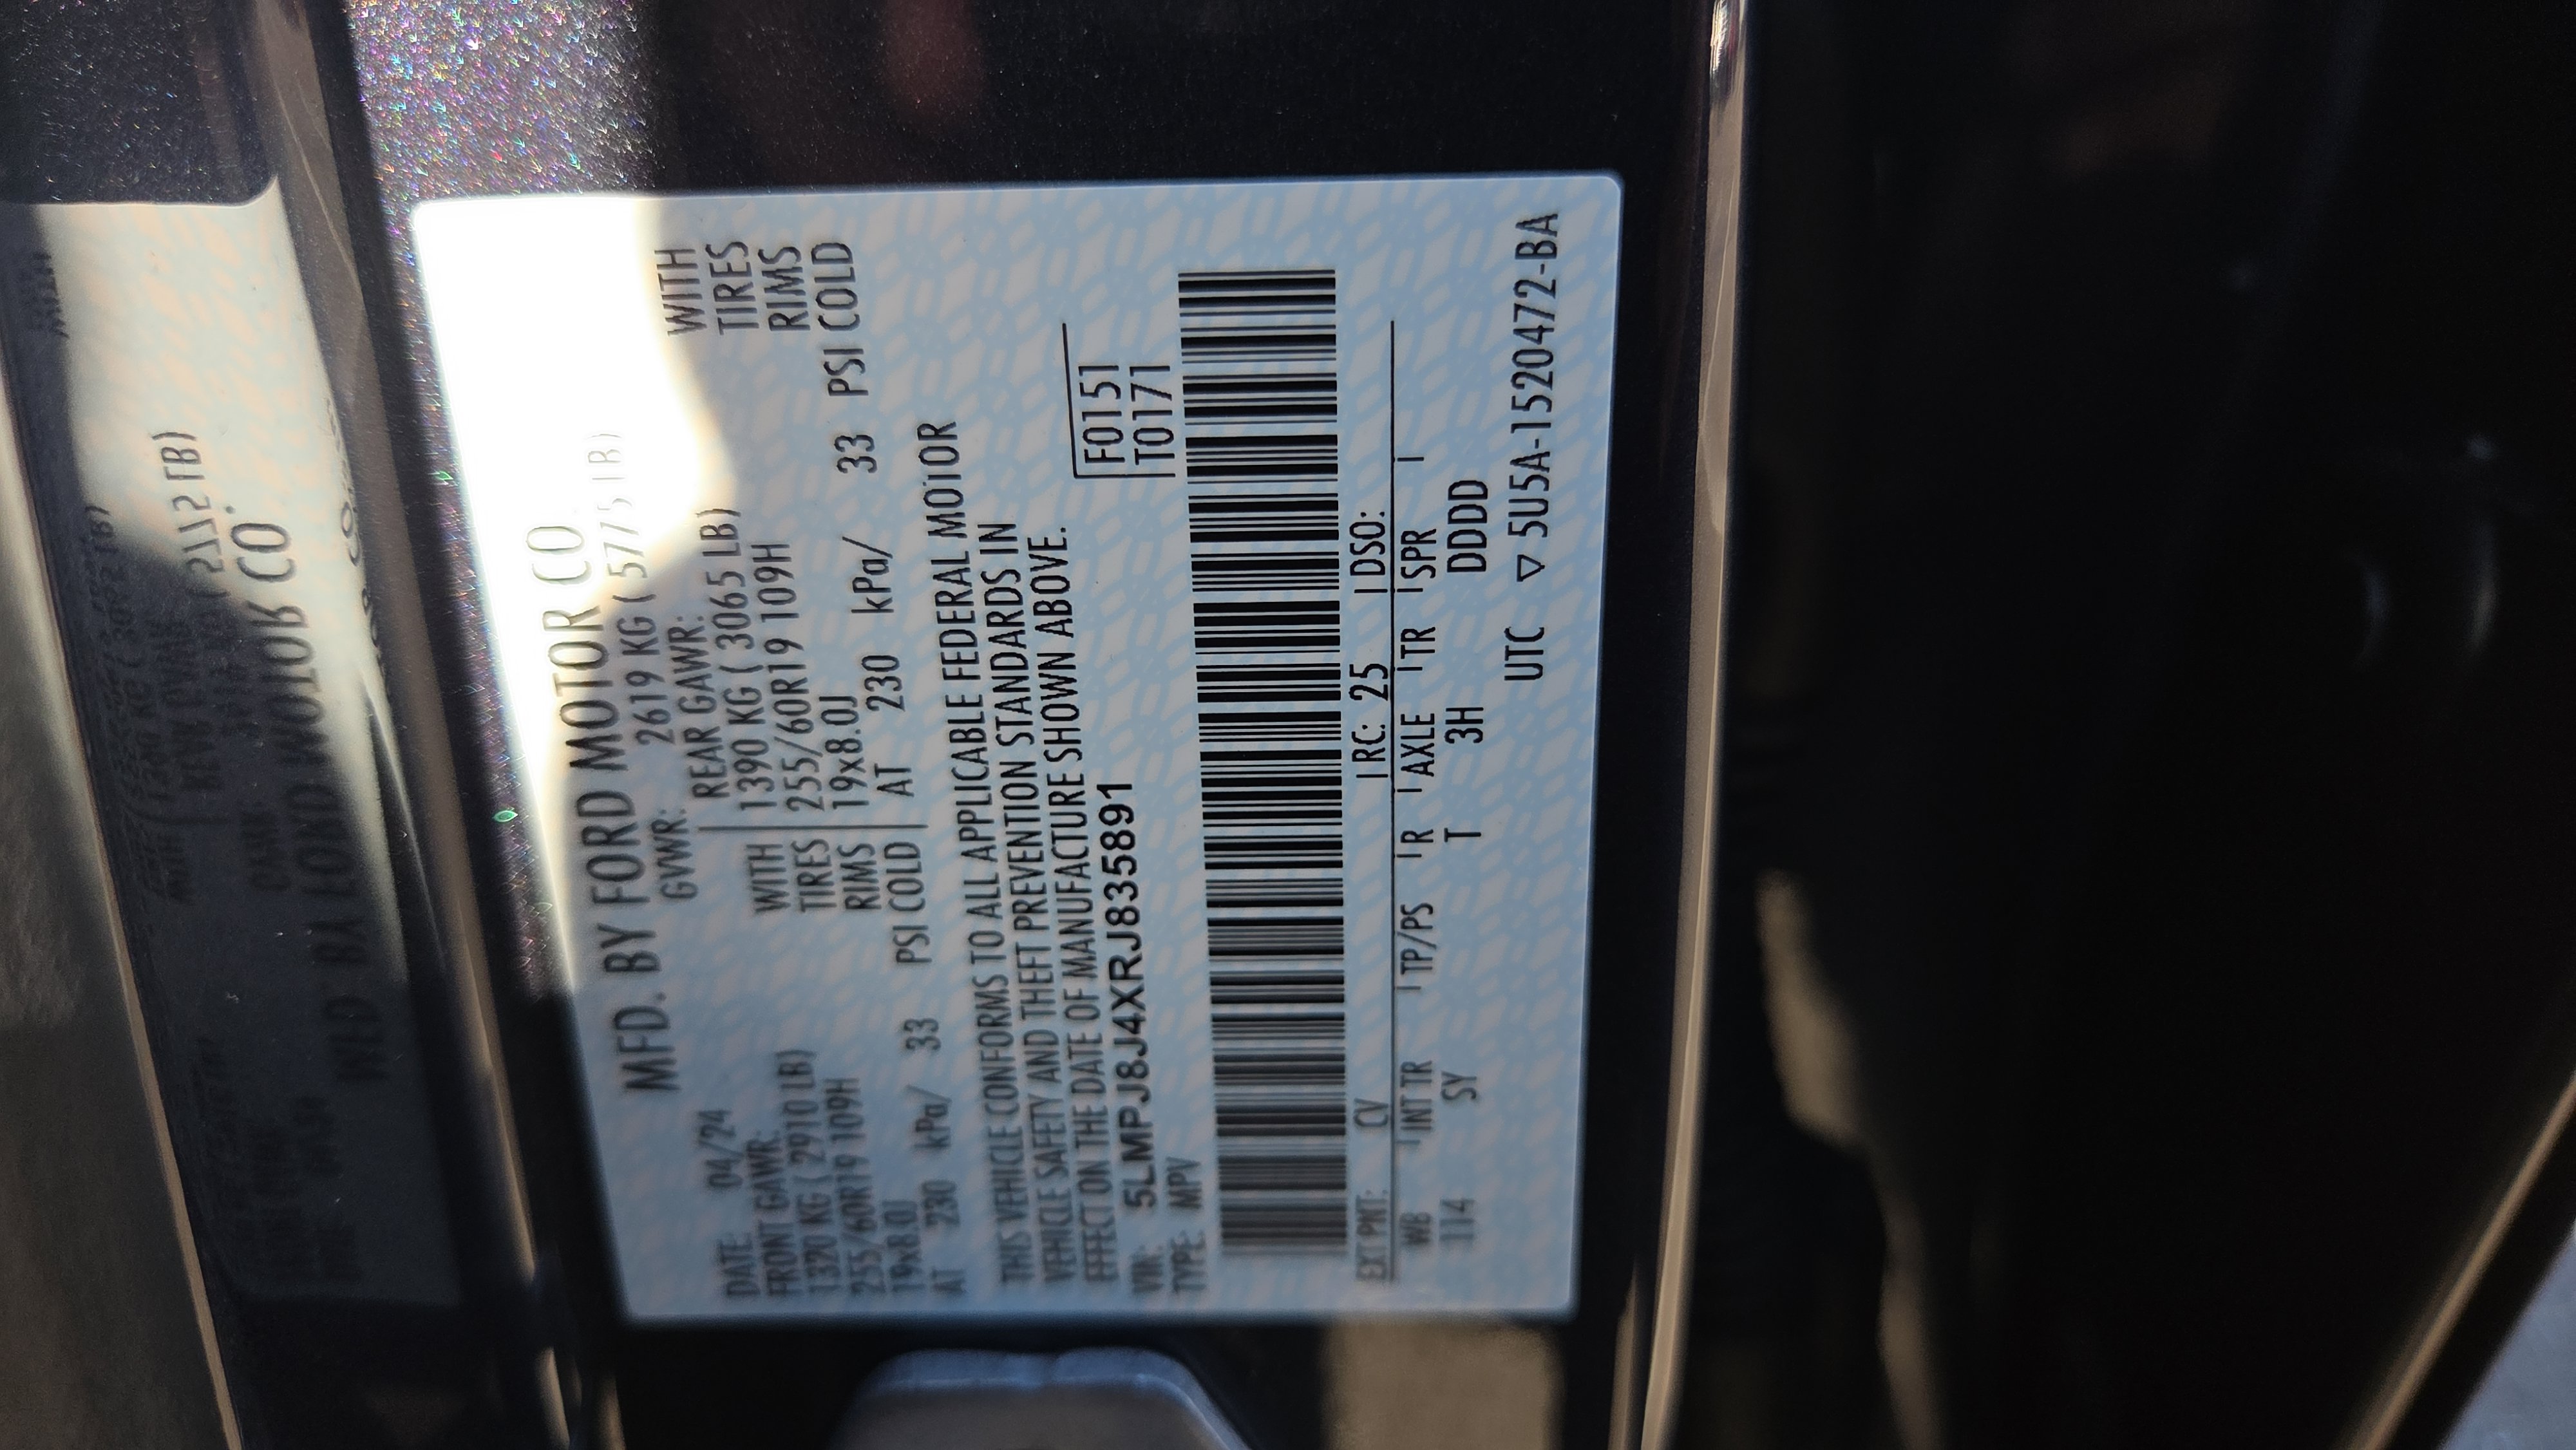 MFD. BY FORD MOTOR CO.
DATE: 04/24 GVWR: 2619 KG ( 5775 LB)
FRONT GAWR: REAR GAWR:
1320 KG ( 2910 LB) WITH 1390 KG ( 3065 LB) WITH
255/60R19 109H TIRES 255/60R19 109H TIRES
19x8.0J RIMS 19x8.0J RIMS
AT 230 kPa/ 33 PSI COLD AT 230 kPa/ 33 PSI COLD
THIS VEHICLE CONFORMS TO ALL APPLICABLE FEDERAL MOTOR
VEHICLE SAFETY AND THEFT PREVENTION STANDARDS IN
EFFECT ON THE DATE OF MANUFACTURE SHOWN ABOVE.
VIN: 5LMPJ8J4XRJ835891 F0151
TYPE: MPV T0171
EXT PNT: CV RC: 25 DSO:
WB INT TR TP/PS R AXLE TR SPR
114 SY T 3H DDDD
UTC ▽ 5U5A-1520472-BA